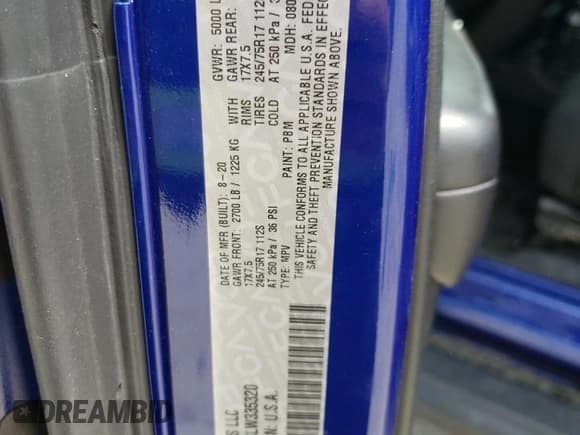 S LLC
DATE OF MFR (BUILT): 8-20 GVWR: 5000 L
GAWR FRONT: 2700 LB / 1225 KG WITH GAWR REAR:
17X7.5 RIMS 17X7.5
245/75R17 112S TIRES 245/75R17 112
AT 250 kPa / 36 PSI COLD AT 250 kPa / 3
TYPE: MPV PAINT: PBM MDH: 080
THIS VEHICLE CONFORMS TO ALL APPLICABLE U.S.A. FED
SAFETY AND THEFT PREVENTION STANDARDS IN EFFEC
MANUFACTURE SHOWN ABOVE.
LW335320
N: U.S.A.
DREAMBID